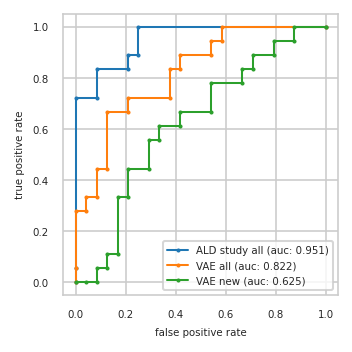 1.0
0.8
0.6
0.4
0.2
0.0
true positive rate
ALD study all (auc: 0.951)
VAE all (auc: 0.822)
VAE new (auc: 0.625)
0.0 0.2 0.4 0.6 0.8 1.0
false positive rate